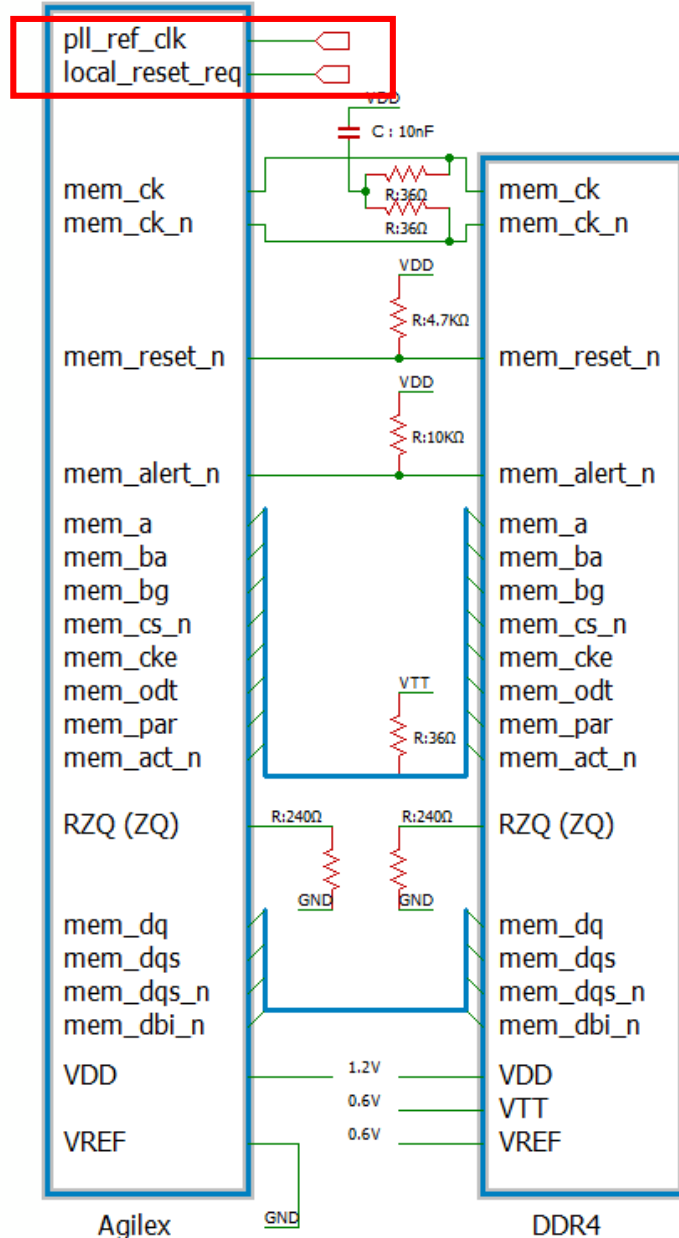 pll_ref_clk
local_reset_req
VDD
C : 10nF
mem_ck
R:36Ω
mem_ck
mem_ck_n
R:36Ω
mem_ck_n
VDD
R:4.7KΩ
mem_reset_n
mem_reset_n
VDD
R:10KΩ
mem_alert_n
mem_alert_n
mem_a
mem_a
mem_ba
mem_ba
mem_bg
mem_bg
mem_cs_n
mem_cs_n
mem_cke
mem_cke
VTT
mem_odt
mem_odt
mem_par
R:36Ω
mem_par
mem_act_n
mem_act_n
R:240Ω
R:240Ω
RZQ (ZQ)
RZQ (ZQ)
GND
GND
mem_dq
mem_dq
mem_dqs
mem_dqs
mem_dqs_n
mem_dqs_n
mem_dbi_n
mem_dbi_n
VDD
1.2V
VDD
0.6V
VTT
VREF
0.6V
VREF
GND
Agilex
DDR4